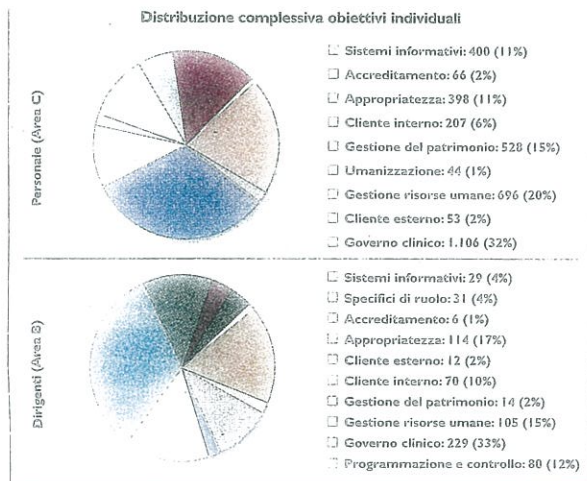 Distribuzione complessiva obiettivi individuali
Personale (Area C)
Sistemi informativi: 400 (11%)
Accreditamento: 66 (2%)
Appropriatezza: 398 (11%)
Cliente interno: 207 (6%)
Gestione del patrimonio: 528 (15%)
Umanizzazione: 44 (1%)
Gestione risorse umane: 696 (20%)
Cliente esterno: 53 (2%)
Governo clinico: 1.106 (32%)
Dirigenti (Area B)
Sistemi informativi: 29 (4%)
Specifici di ruolo: 31 (4%)
Accreditamento: 6 (1%)
Appropriatezza: 114 (17%)
Cliente esterno: 12 (2%)
Cliente interno: 70 (10%)
Gestione del patrimonio: 14 (2%)
Gestione risorse umane: 105 (15%)
Governo clinico: 229 (33%)
Programmazione e controllo: 80 (12%)